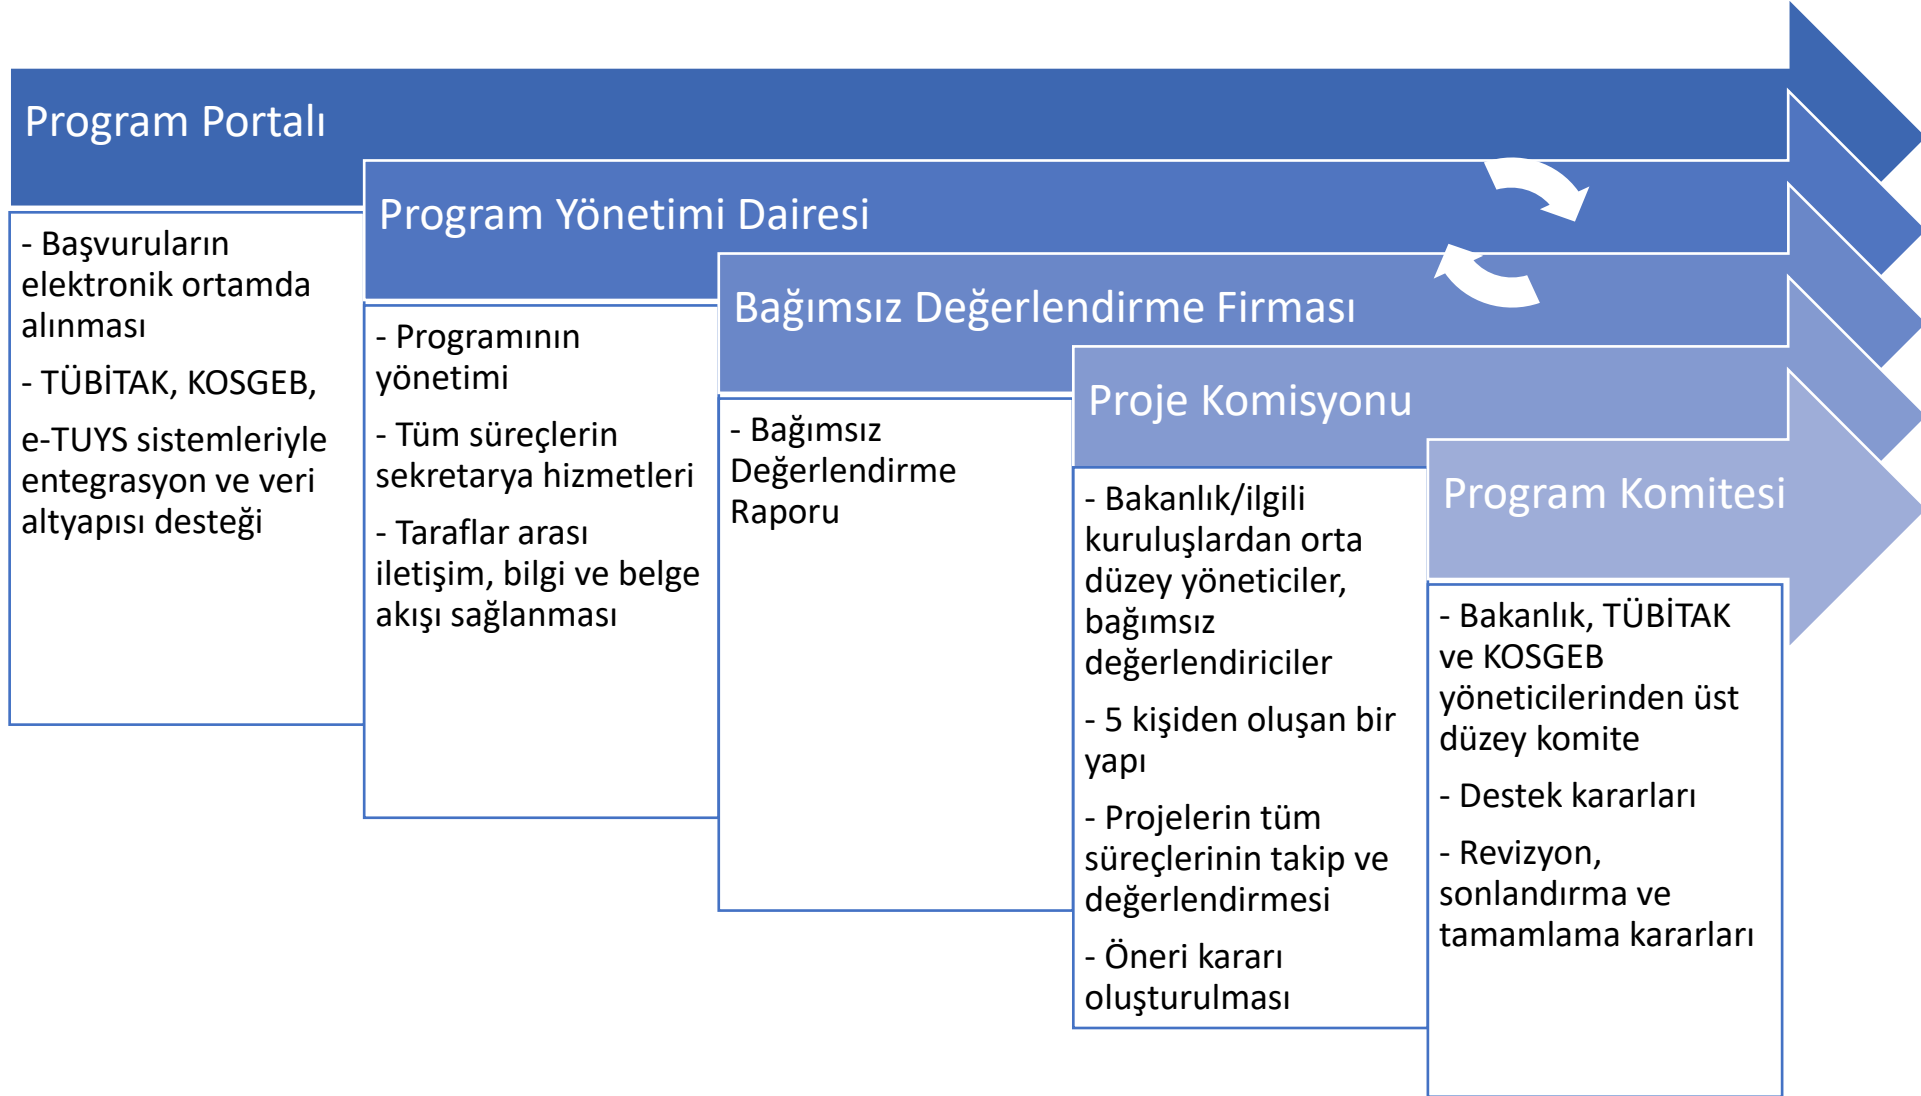 Program Portalı
- Başvuruların
elektronik ortamda
alınması
- TÜBİTAK, KOSGEB,
e-TUYS sistemleriyle
entegrasyon ve veri
altyapısı desteği
Program Yönetimi Dairesi
- Programının
yönetimi
- Tüm süreçlerin
sekretarya hizmetleri
- Taraflar arası
iletişim, bilgi ve belge
akışı sağlanması
Bağımsız Değerlendirme Firması
- Bağımsız
Değerlendirme
Raporu
Proje Komisyonu
- Bakanlık/ilgili
kuruluşlardan orta
düzey yöneticiler,
bağımsız
değerlendiriciler
- 5 kişiden oluşan bir
yapı
- Projelerin tüm
süreçlerinin takip ve
değerlendirmesi
- Öneri kararı
oluşturulması
Program Komitesi
- Bakanlık, TÜBİTAK
ve KOSGEB
yöneticilerinden üst
düzey komite
- Destek kararları
- Revizyon,
sonlandırma ve
tamamlama kararları